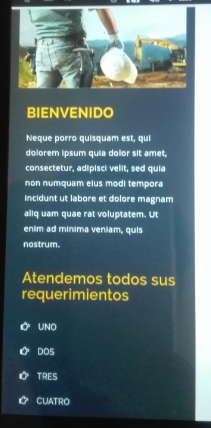 BIENVENIDO
Neque porro quisquam est, qui
dolorem ipsum quia dolor sit amet,
consectetur, adipisci velit, sed quia
non numquam eius modi tempora
incidunt ut labore et dolore magnam
aliq uam quae rat voluptatem. Ut
enim ad minima veniam, quis
nostrum.
Atendemos todos sus
requerimientos
UNO
DOS
TRES
CUATRO